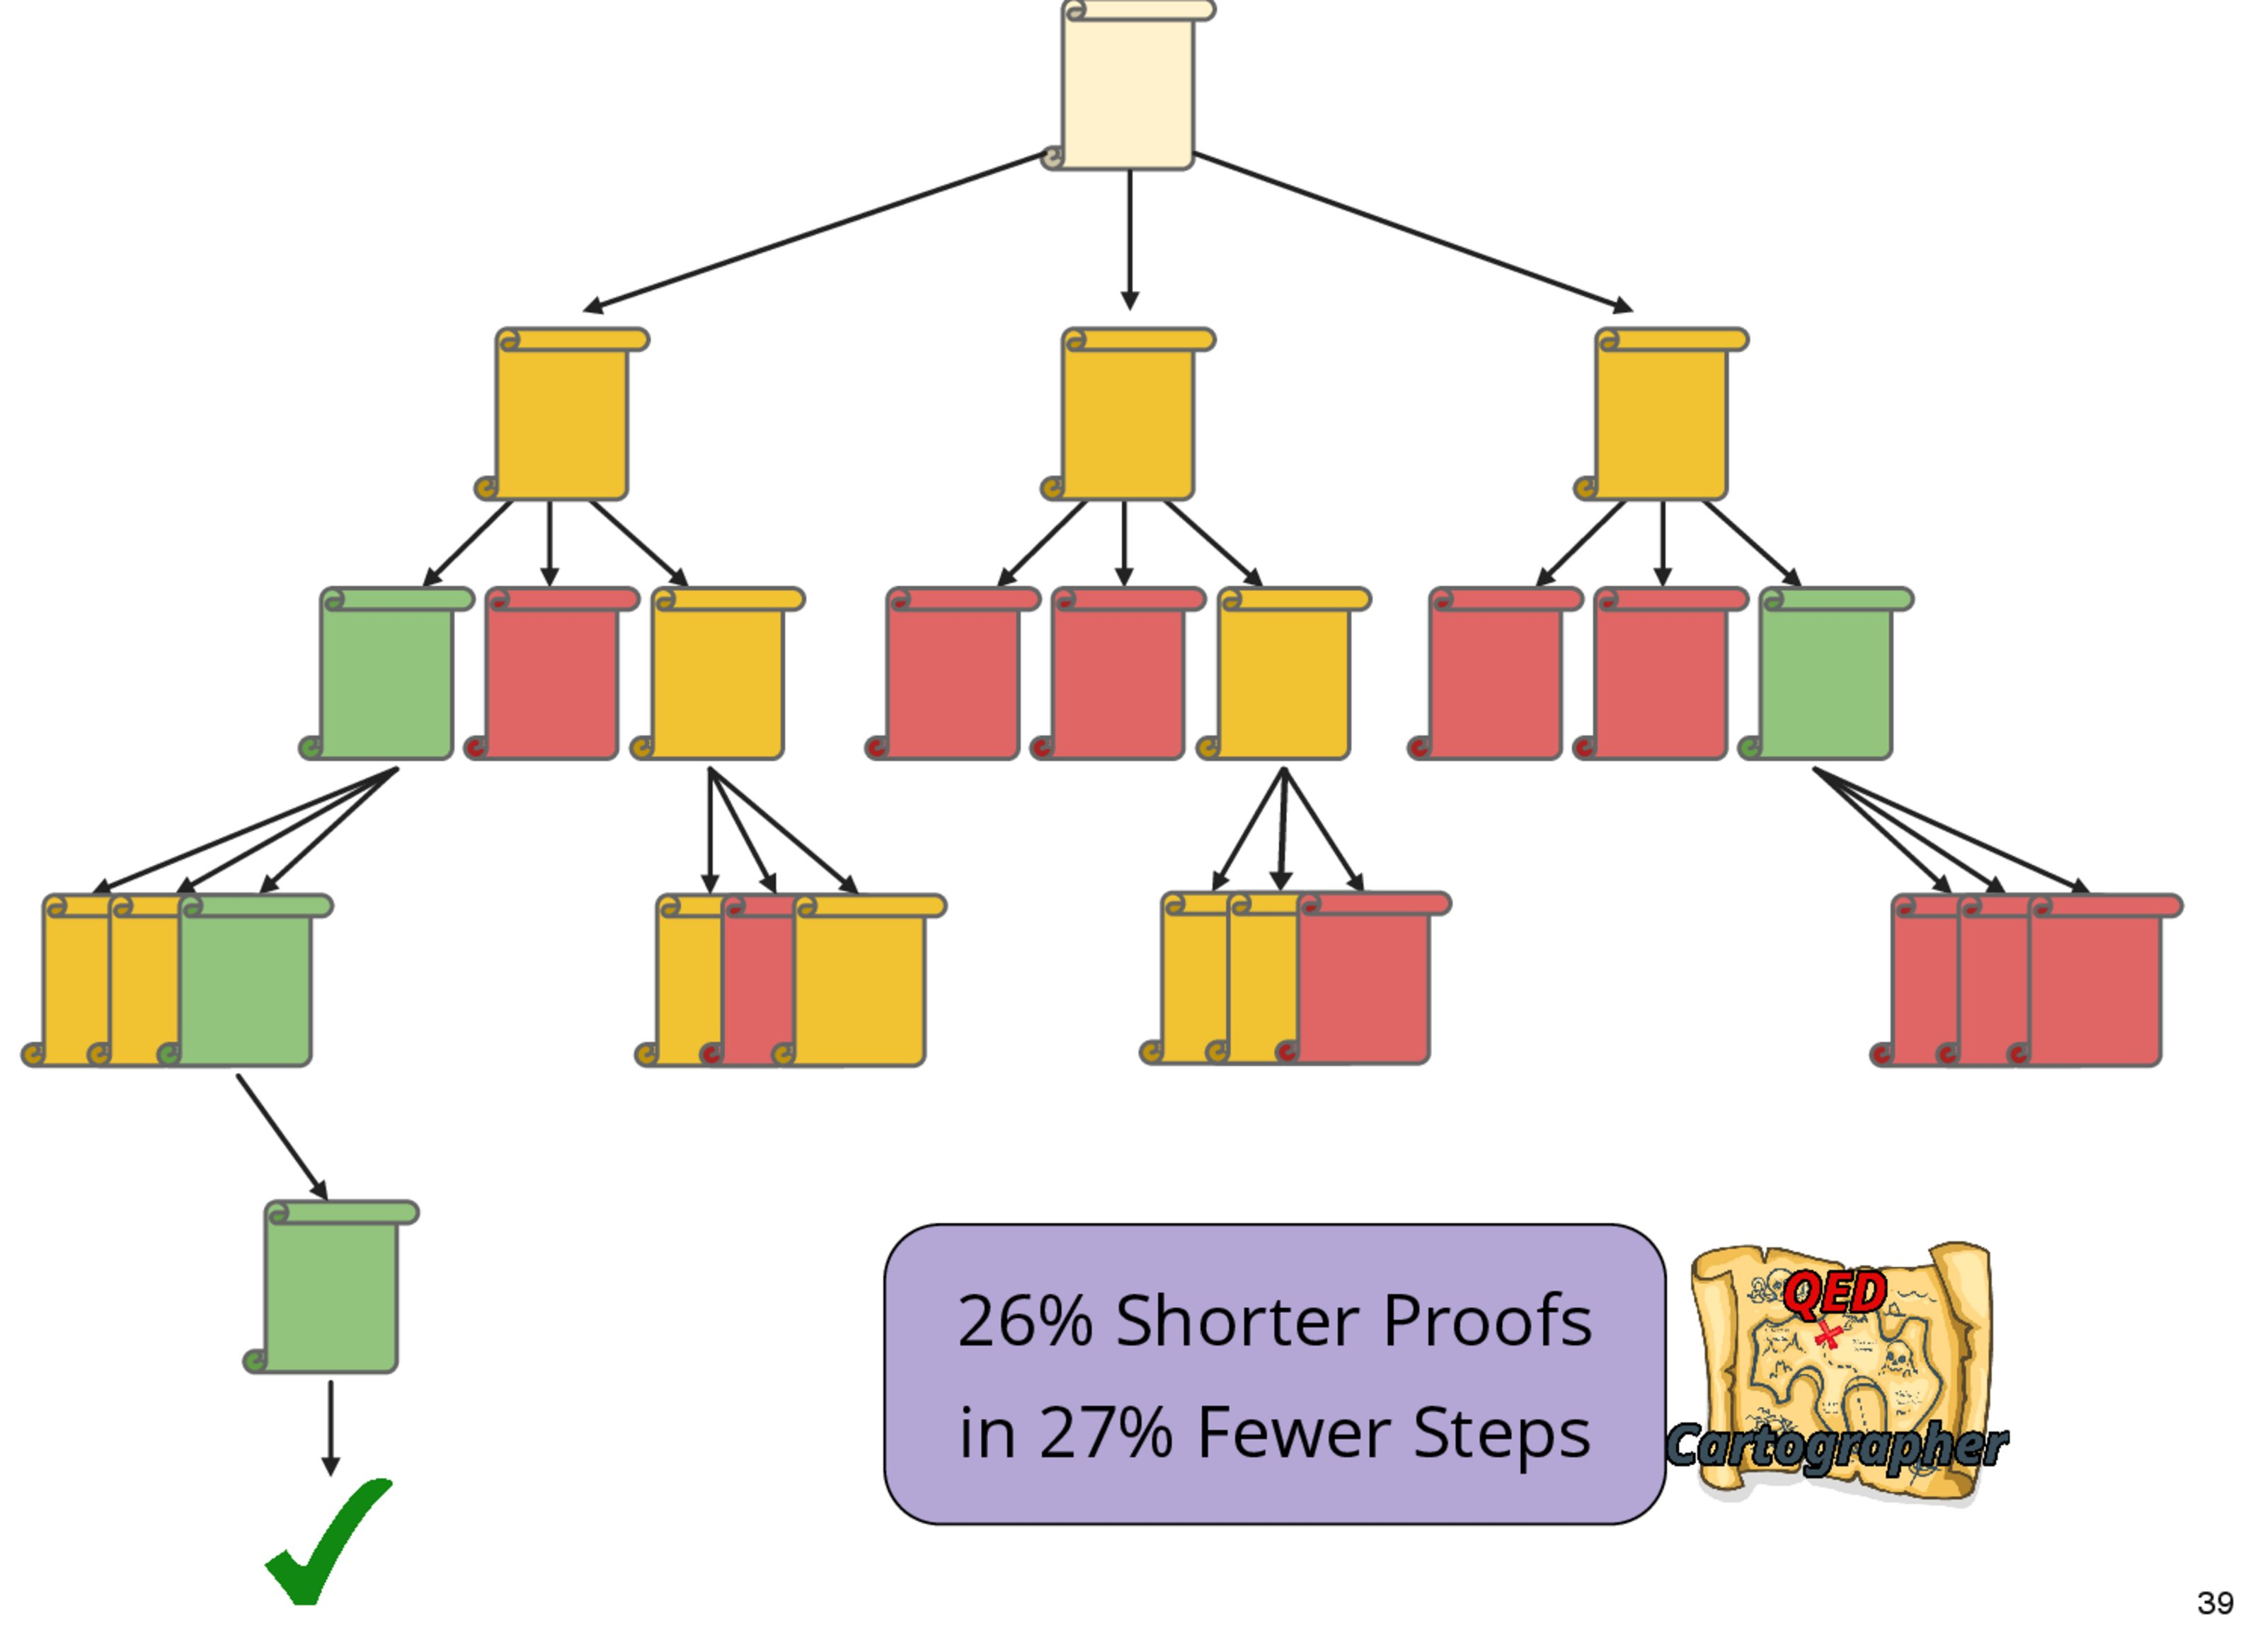 26% Shorter Proofs
in 27% Fewer Steps
QED
Cartographer
39